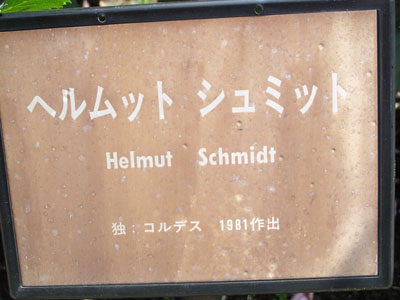 ヘルムット シュミット
Helmut Schmidt
独：コルデス 1981作出